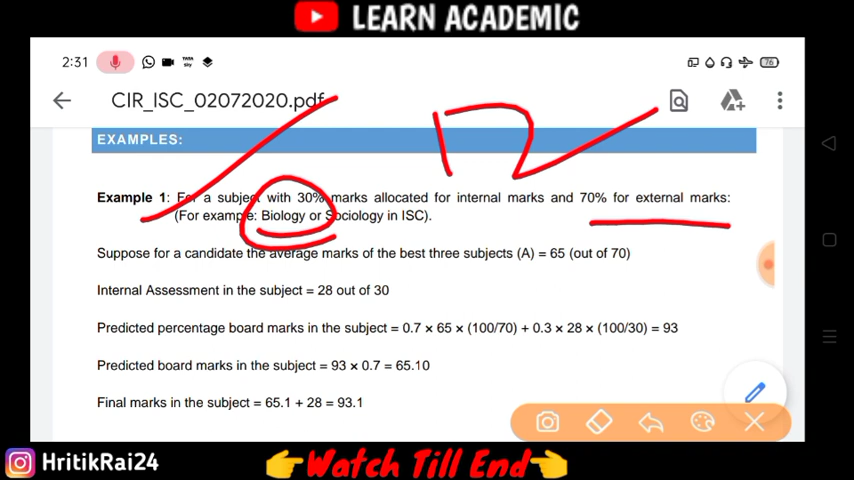 LEARN ACADEMIC
2:31
TATA sky
76
CIR_ISC_02072020.pdf
EXAMPLES:
Example 1: For a subject with 30% marks allocated for internal marks and 70% for external marks:
(For example: Biology or Sociology in ISC).
Suppose for a candidate the average marks of the best three subjects (A) = 65 (out of 70)
Internal Assessment in the subject = 28 out of 30
Predicted percentage board marks in the subject = 0.7 × 65 × (100/70) + 0.3 × 28 × (100/30) = 93
Predicted board marks in the subject = 93 × 0.7 = 65.10
Final marks in the subject = 65.1 + 28 = 93.1
HritikRai24
Watch Till End